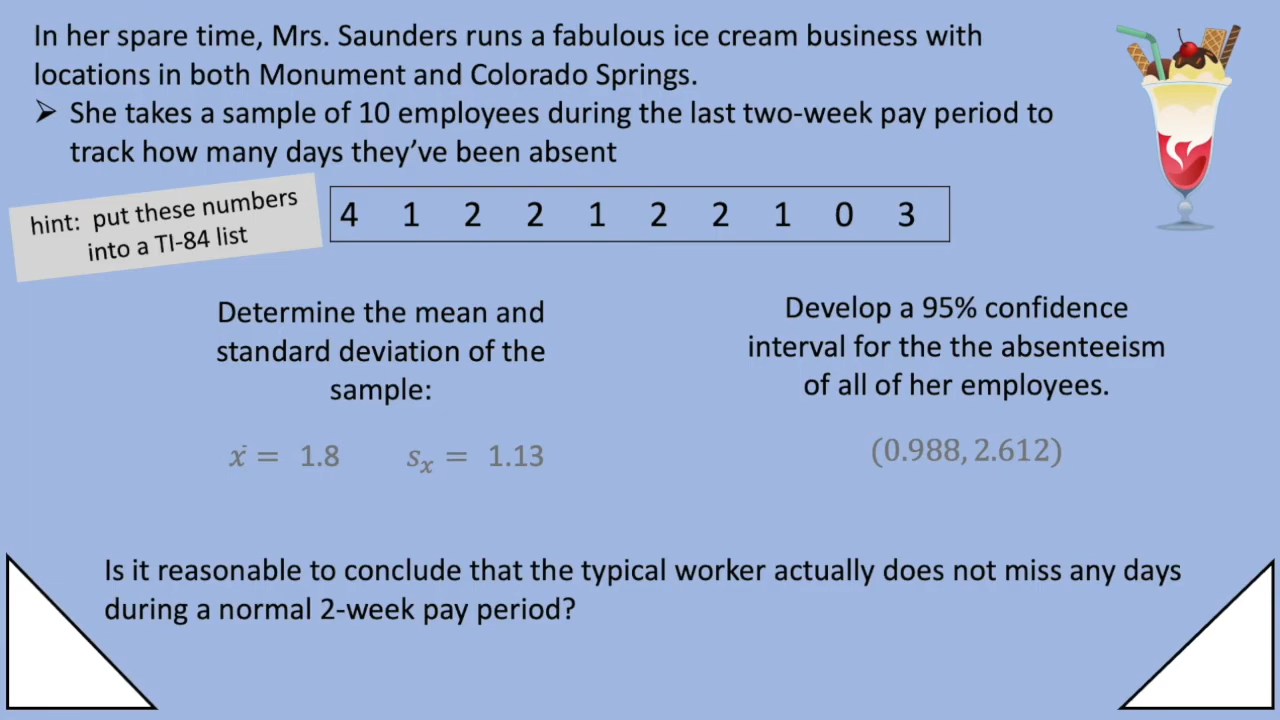 In her spare time, Mrs. Saunders runs a fabulous ice cream business with
locations in both Monument and Colorado Springs.
➢ She takes a sample of 10 employees during the last two-week pay period to
track how many days they’ve been absent
hint: put these numbers
into a TI-84 list
4 1 2 2 1 2 2 1 0 3
Determine the mean and
standard deviation of the
sample:
x̄ = 1.8 sₓ = 1.13
Develop a 95% confidence
interval for the the absenteeism
of all of her employees.
(0.988, 2.612)
Is it reasonable to conclude that the typical worker actually does not miss any days
during a normal 2-week pay period?